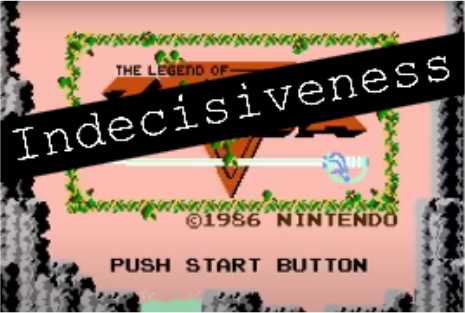 THE LEGEND OF
Indecisiveness
©1986 NINTENDO
PUSH START BUTTON